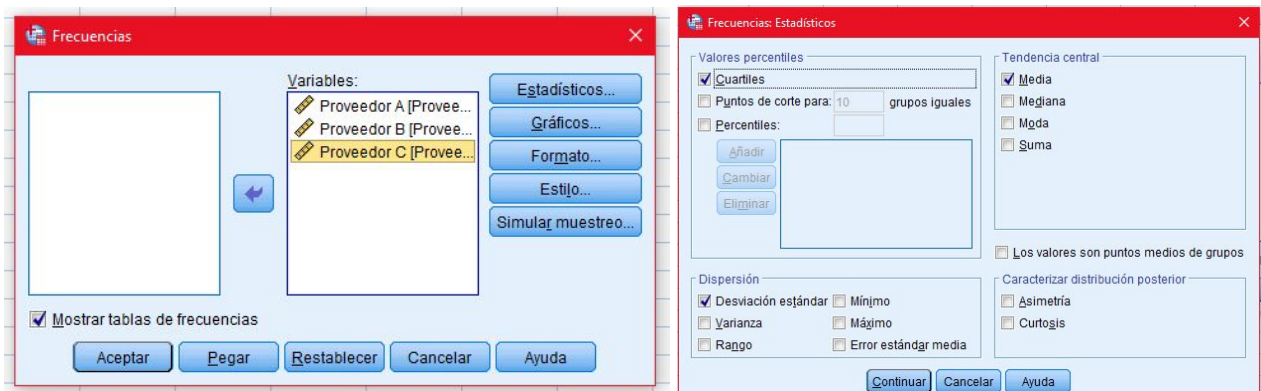 Frecuencias
Variables:
Proveedor A [Provee...
Proveedor B [Provee...
Proveedor C [Provee...
Estadísticos...
Gráficos...
Formato...
Estilo...
Simular muestreo...
Mostrar tablas de frecuencias
Aceptar Pegar Restablecer Cancelar Ayuda
Frecuencias: Estadísticos
Valores percentiles
Cuartiles
Puntos de corte para: 10 grupos iguales
Percentiles:
Añadir
Cambiar
Eliminar
Tendencia central
Media
Mediana
Moda
Suma
Los valores son puntos medios de grupos
Dispersión
Desviación estándar Mínimo
Varianza Máximo
Rango Error estándar media
Caracterizar distribución posterior
Asimetría
Curtosis
Continuar Cancelar Ayuda